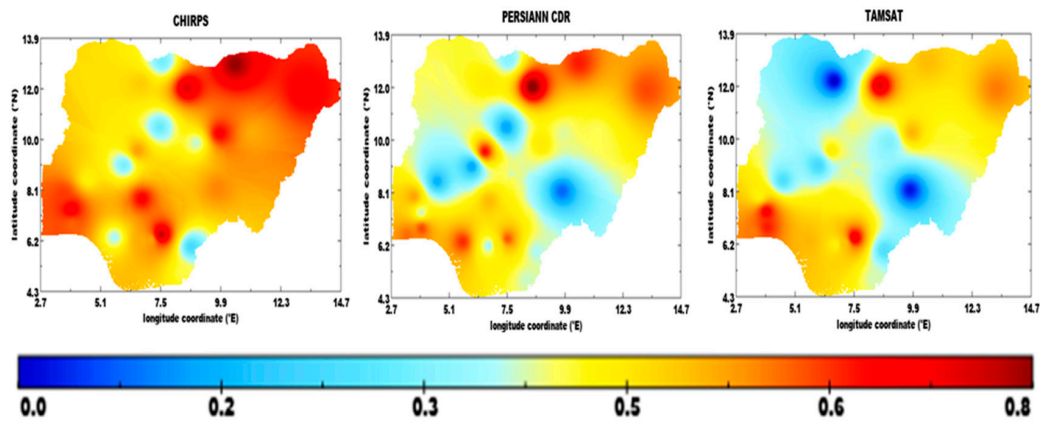 CHIRPS
PERSIANN CDR
TAMSAT
latitude coordinate (°N)
13.9
12.0
10.0
8.1
6.2
4.3
2.7 5.1 7.5 9.9 12.3 14.7
longitude coordinate (°E)
latitude coordinate (°N)
13.9
12.0
10.0
8.1
6.2
4.3
2.7 5.1 7.5 9.9 12.3 14.7
longitude coordinate (°E)
latitude coordinate (°N)
13.9
12.0
10.0
8.1
6.2
4.3
2.7 5.1 7.5 9.9 12.3 14.7
longitude coordinate (°E)
0.0 0.2 0.3 0.5 0.6 0.8